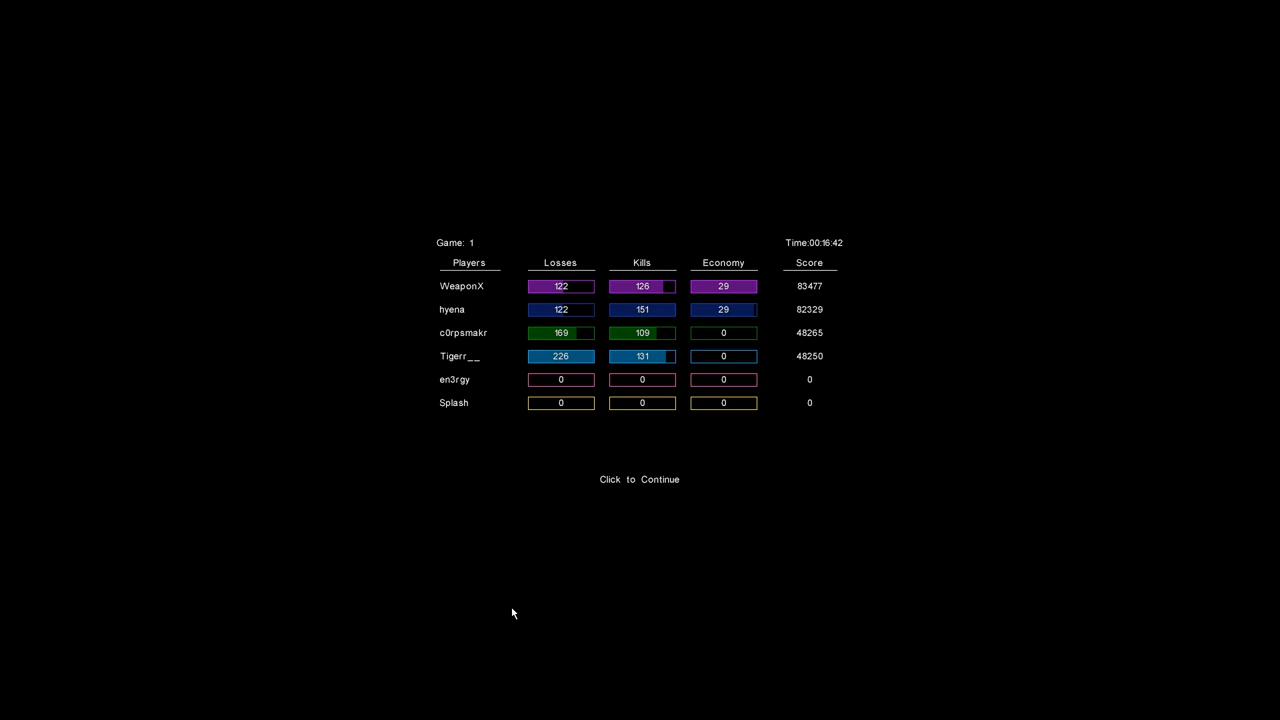 Game: 1 Time:00:16:42
Players Losses Kills Economy Score
WeaponX 122 126 29 83477
hyena 122 151 29 82329
c0rpsmakr 169 109 0 48265
Tigerr__ 226 131 0 48250
en3rgy 0 0 0 0
Splash 0 0 0 0
Click to Continue